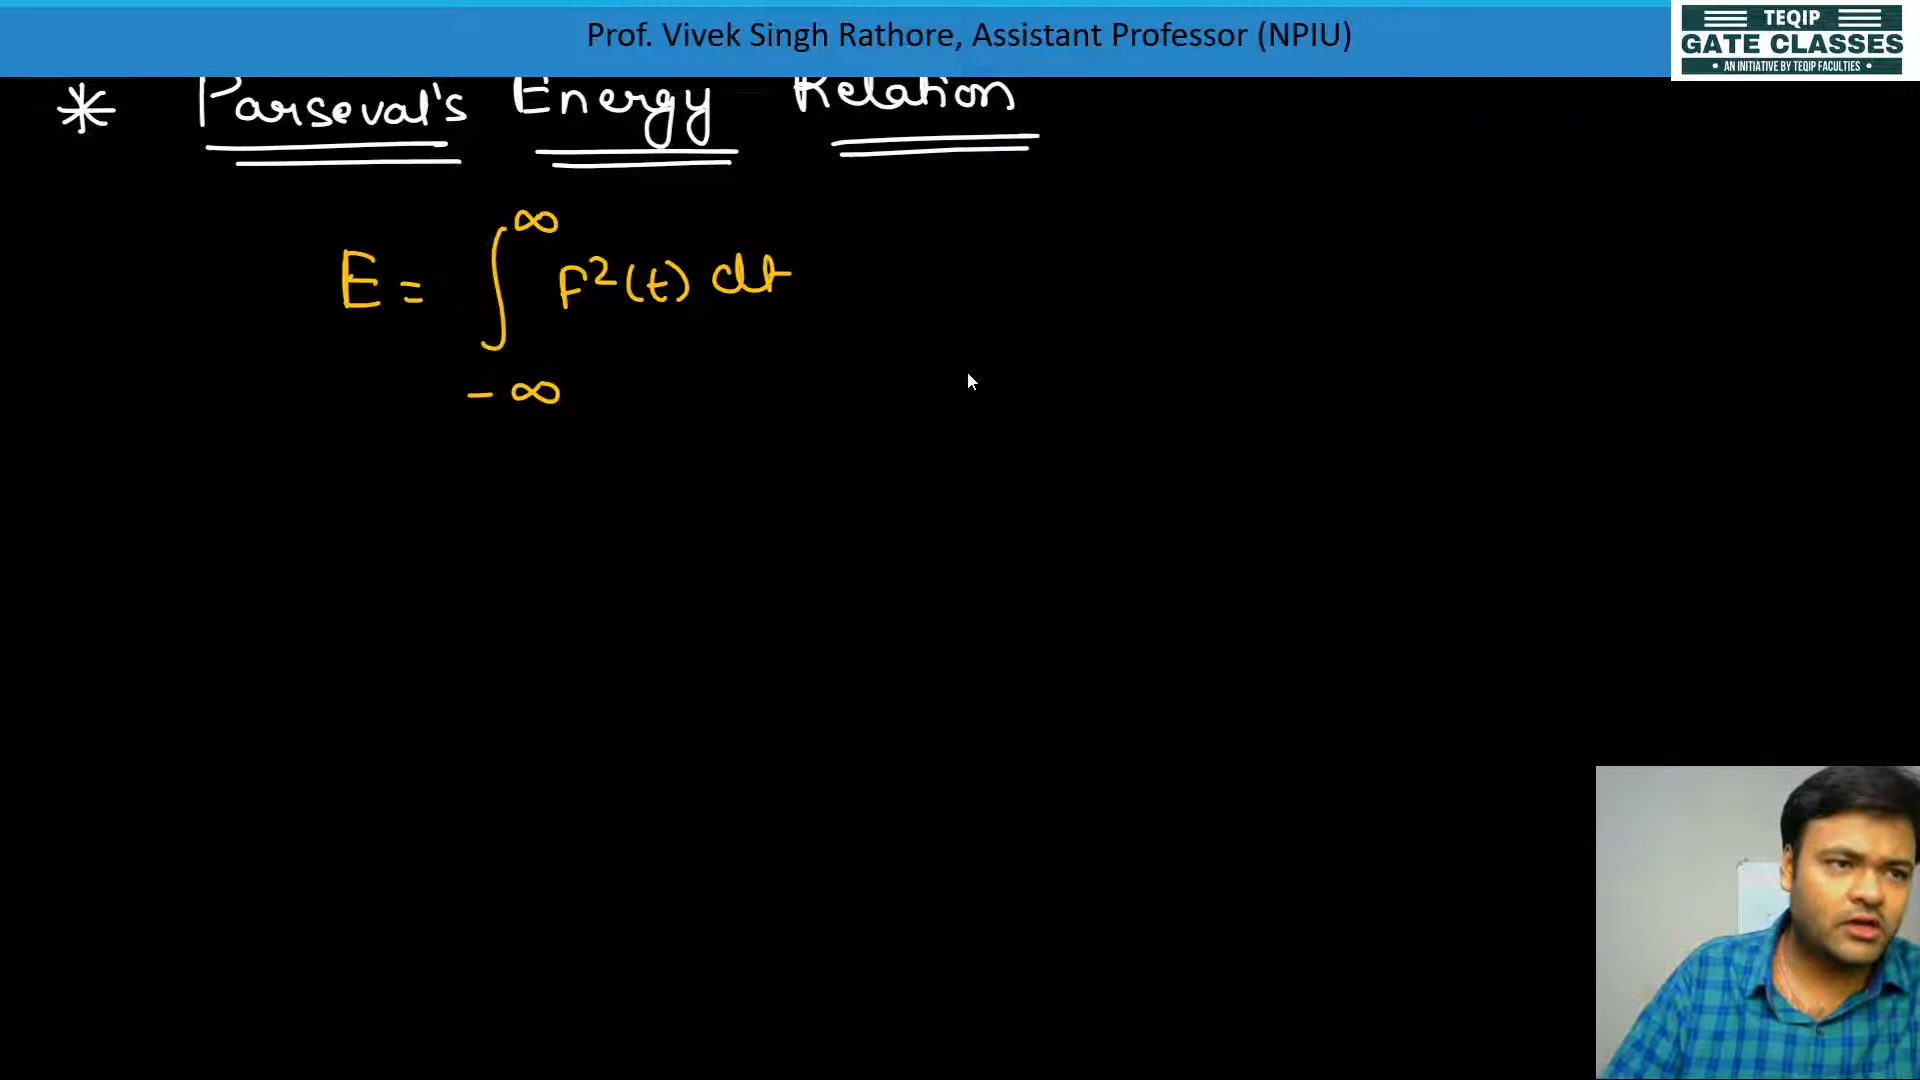 Prof. Vivek Singh Rathore, Assistant Professor (NPIU)
TEQIP
GATE CLASSES
• AN INITIATIVE BY TEQIP FACULTIES •
* Parseval's Energy Relation
E = ∫_{-∞}^{∞} F²(t) dt